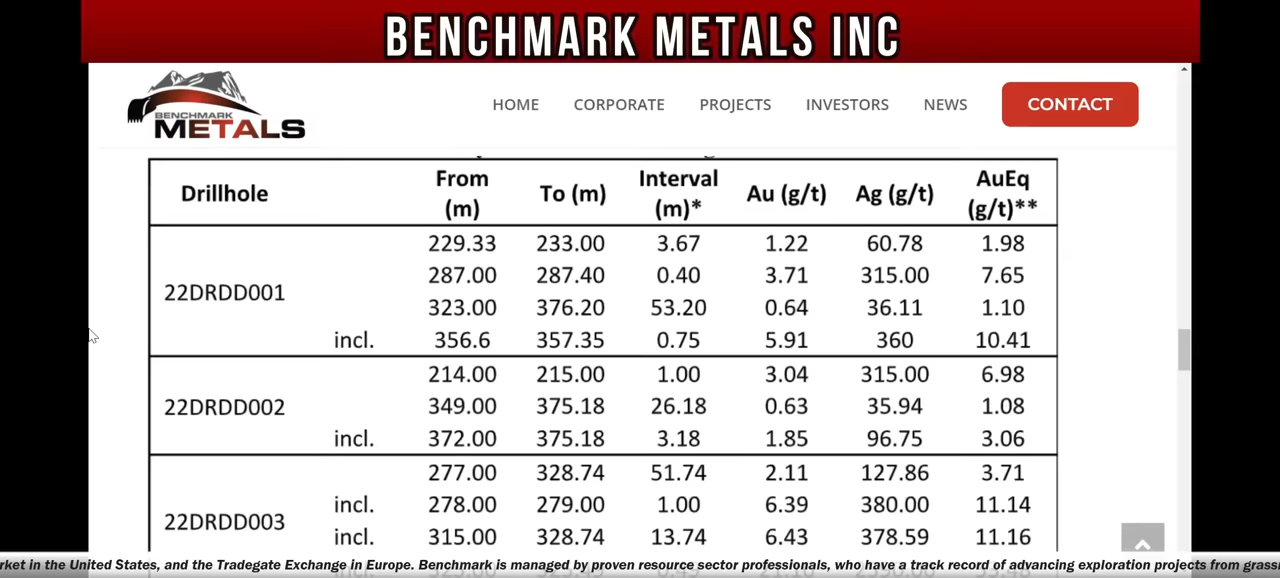 BENCHMARK METALS INC
BENCHMARK
METALS
HOME CORPORATE PROJECTS INVESTORS NEWS CONTACT
Drillhole From (m) To (m) Interval (m)* Au (g/t) Ag (g/t) AuEq (g/t)**
22DRDD001
229.33 233.00 3.67 1.22 60.78 1.98
287.00 287.40 0.40 3.71 315.00 7.65
323.00 376.20 53.20 0.64 36.11 1.10
incl. 356.6 357.35 0.75 5.91 360 10.41
22DRDD002
214.00 215.00 1.00 3.04 315.00 6.98
349.00 375.18 26.18 0.63 35.94 1.08
incl. 372.00 375.18 3.18 1.85 96.75 3.06
22DRDD003
277.00 328.74 51.74 2.11 127.86 3.71
incl. 278.00 279.00 1.00 6.39 380.00 11.14
incl. 315.00 328.74 13.74 6.43 378.59 11.16
rket in the United States, and the Tradegate Exchange in Europe. Benchmark is managed by proven resource sector professionals, who have a track record of advancing exploration projects from grass